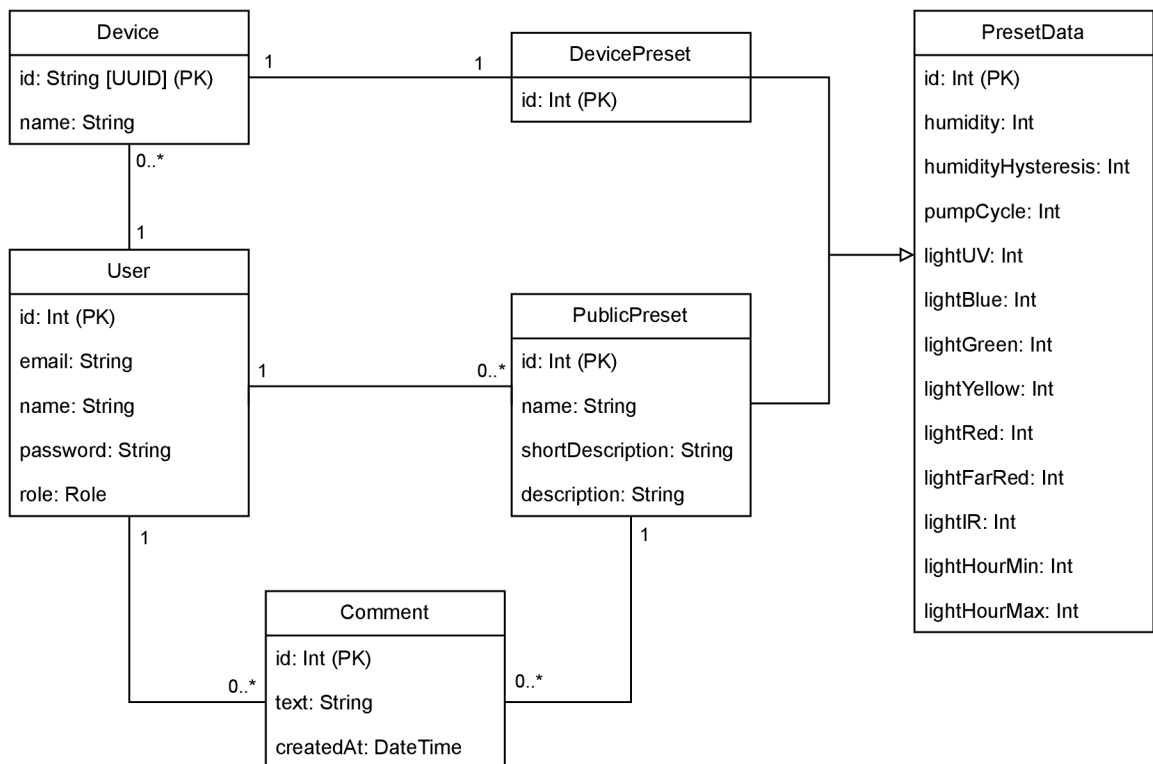 Device
id: String [UUID] (PK)
name: String
1
1
DevicePreset
id: Int (PK)
PresetData
id: Int (PK)
humidity: Int
humidityHysteresis: Int
pumpCycle: Int
lightUV: Int
lightBlue: Int
lightGreen: Int
lightYellow: Int
lightRed: Int
lightFarRed: Int
lightIR: Int
lightHourMin: Int
lightHourMax: Int
0..*
1
User
id: Int (PK)
email: String
name: String
password: String
role: Role
1
0..*
PublicPreset
id: Int (PK)
name: String
shortDescription: String
description: String
1
1
0..*
0..*
Comment
id: Int (PK)
text: String
createdAt: DateTime